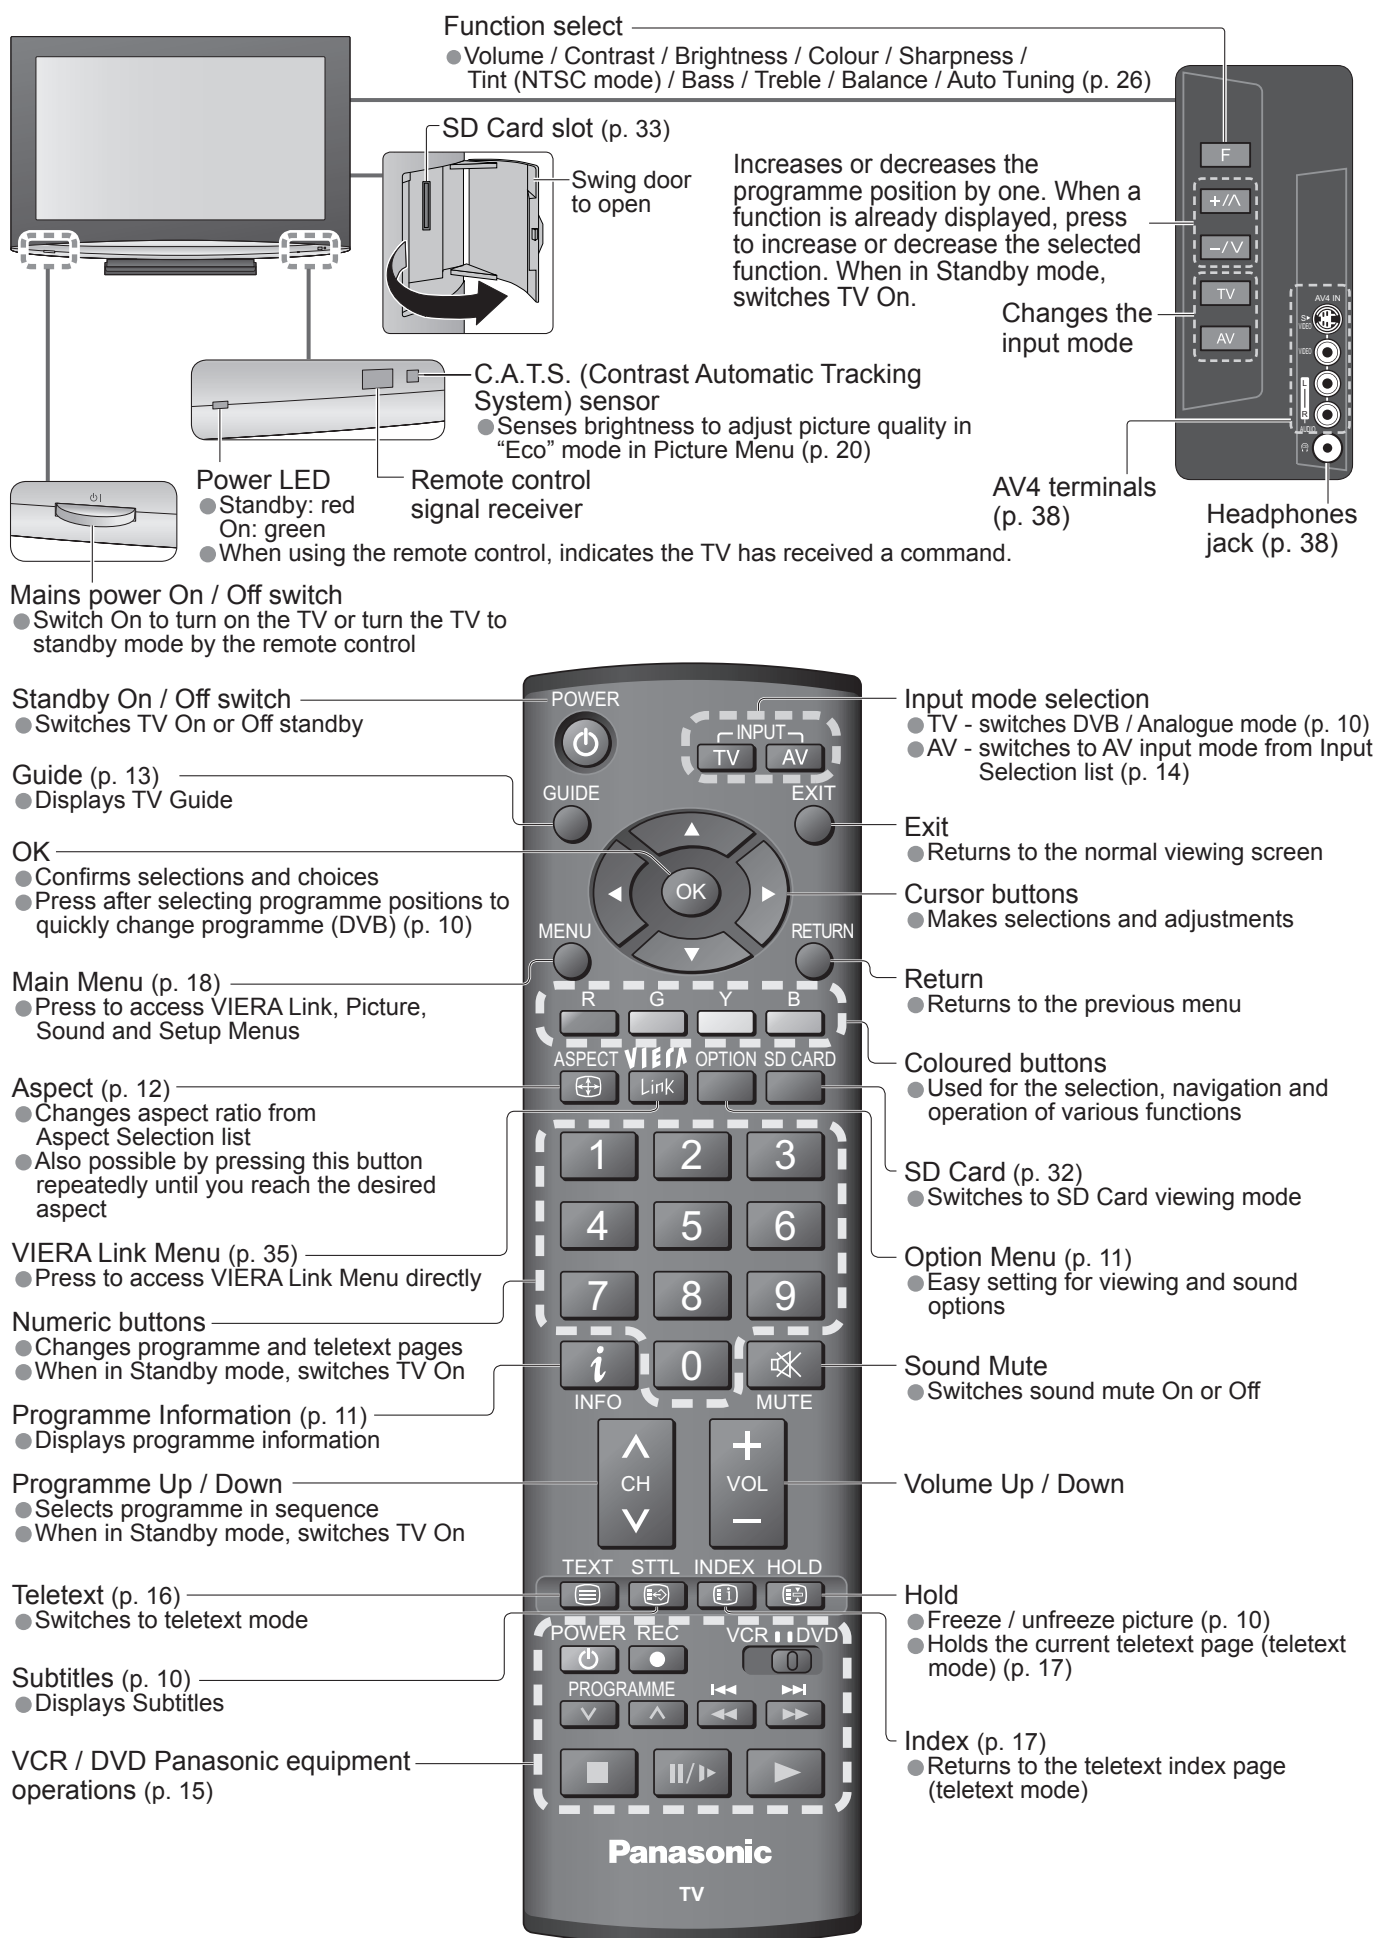 Function select
●Volume / Contrast / Brightness / Colour / Sharpness /
Tint (NTSC mode) / Bass / Treble / Balance / Auto Tuning (p. 26)
SD Card slot (p. 33)
Swing door
to open
Increases or decreases the
programme position by one. When a
function is already displayed, press
to increase or decrease the selected
function. When in Standby mode,
switches TV On.
Changes the
input mode
F
+/∧
−/∨
TV
AV
AV4 IN
S▸
VIDEO
VIDEO
L
R
AUDIO
AV4 terminals
(p. 38)
Headphones
jack (p. 38)
C.A.T.S. (Contrast Automatic Tracking
System) sensor
●Senses brightness to adjust picture quality in
“Eco” mode in Picture Menu (p. 20)
Power LED
●Standby: red
On: green
●When using the remote control, indicates the TV has received a command.
Remote control
signal receiver
Mains power On / Off switch
●Switch On to turn on the TV or turn the TV to
standby mode by the remote control
Standby On / Off switch
●Switches TV On or Off standby
Guide (p. 13)
●Displays TV Guide
OK
●Confirms selections and choices
●Press after selecting programme positions to
quickly change programme (DVB) (p. 10)
Main Menu (p. 18)
●Press to access VIERA Link, Picture,
Sound and Setup Menus
Aspect (p. 12)
●Changes aspect ratio from
Aspect Selection list
●Also possible by pressing this button
repeatedly until you reach the desired
aspect
VIERA Link Menu (p. 35)
●Press to access VIERA Link Menu directly
Numeric buttons
●Changes programme and teletext pages
●When in Standby mode, switches TV On
Programme Information (p. 11)
●Displays programme information
Programme Up / Down
●Selects programme in sequence
●When in Standby mode, switches TV On
Teletext (p. 16)
●Switches to teletext mode
Subtitles (p. 10)
●Displays Subtitles
VCR / DVD Panasonic equipment
operations (p. 15)
POWER
INPUT
TV AV
GUIDE
EXIT
OK
MENU
RETURN
R G Y B
ASPECT VIERA OPTION SD CARD
Link
1 2 3
4 5 6
7 8 9
i 0
INFO MUTE
∧ +
CH VOL
∨ −
TEXT STTL INDEX HOLD
POWER REC VCR DVD
PROGRAMME
∨ ∧
Panasonic
TV
Input mode selection
●TV - switches DVB / Analogue mode (p. 10)
●AV - switches to AV input mode from Input
Selection list (p. 14)
Exit
●Returns to the normal viewing screen
Cursor buttons
●Makes selections and adjustments
Return
●Returns to the previous menu
Coloured buttons
●Used for the selection, navigation and
operation of various functions
SD Card (p. 32)
●Switches to SD Card viewing mode
Option Menu (p. 11)
●Easy setting for viewing and sound
options
Sound Mute
●Switches sound mute On or Off
Volume Up / Down
Hold
●Freeze / unfreeze picture (p. 10)
●Holds the current teletext page (teletext
mode) (p. 17)
Index (p. 17)
●Returns to the teletext index page
(teletext mode)